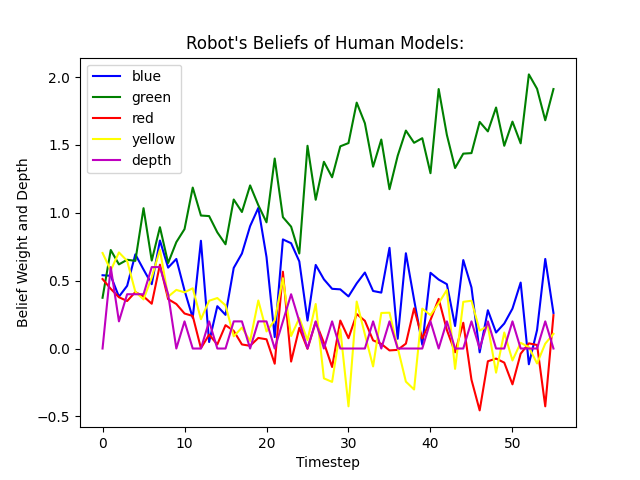 Robot's Beliefs of Human Models:
blue
green
red
yellow
depth
Belief Weight and Depth
2.0
1.5
1.0
0.5
0.0
−0.5
0 10 20 30 40 50
Timestep